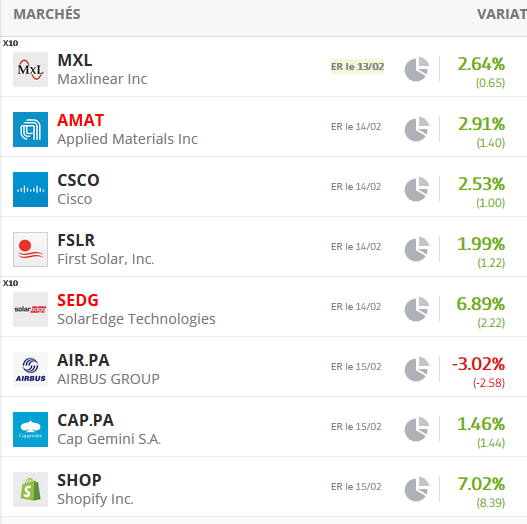 MARCHÉS VARIAT
X10
MXL ER le 13/02 2.64%
Maxlinear Inc (0.65)
MXL
AMAT ER le 14/02 2.91%
Applied Materials Inc (1.40)
CSCO ER le 14/02 2.53%
Cisco (1.00)
FSLR ER le 14/02 1.99%
First Solar, Inc. (1.22)
X10
SEDG ER le 14/02 6.89%
SolarEdge Technologies (2.22)
solaredge
AIR.PA ER le 15/02 -3.02%
AIRBUS GROUP (-2.58)
AIRBUS
CAP.PA ER le 15/02 1.46%
Cap Gemini S.A. (1.44)
Capgemini
SHOP ER le 15/02 7.02%
Shopify Inc. (8.39)